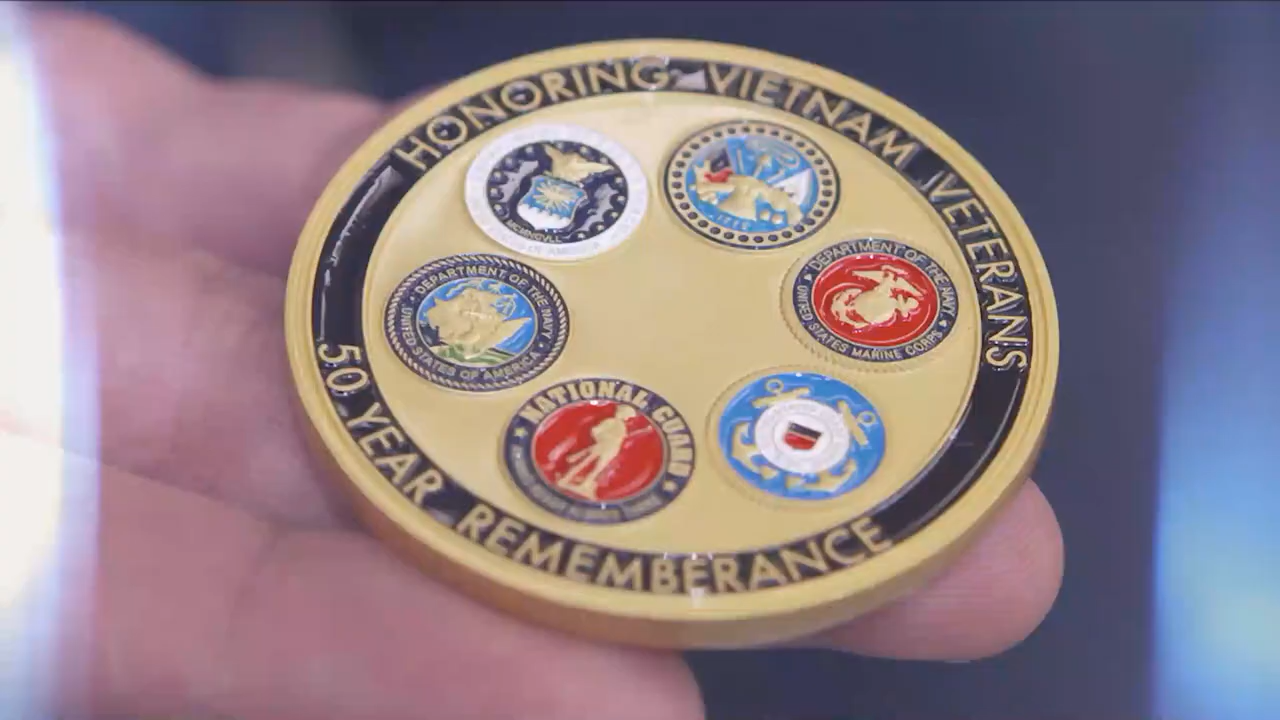 HONORING VIETNAM VETERANS
1775
DEPARTMENT OF THE NAVY
UNITED STATES OF AMERICA
DEPARTMENT OF THE NAVY
UNITED STATES MARINE CORPS
NATIONAL GUARD
50 YEAR REMEMBERANCE